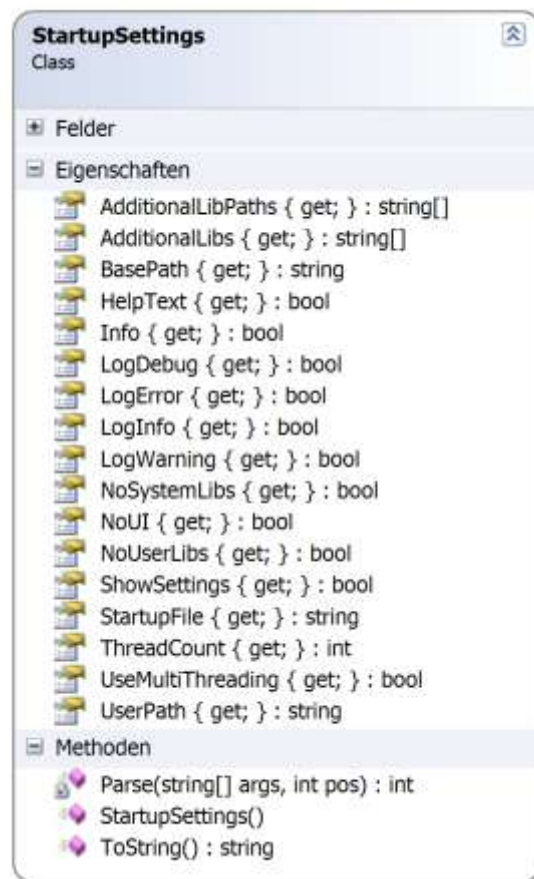 StartupSettings
Class
Felder
Eigenschaften
AdditionalLibPaths { get; } : string[]
AdditionalLibs { get; } : string[]
BasePath { get; } : string
HelpText { get; } : bool
Info { get; } : bool
LogDebug { get; } : bool
LogError { get; } : bool
LogInfo { get; } : bool
LogWarning { get; } : bool
NoSystemLibs { get; } : bool
NoUI { get; } : bool
NoUserLibs { get; } : bool
ShowSettings { get; } : bool
StartupFile { get; } : string
ThreadCount { get; } : int
UseMultiThreading { get; } : bool
UserPath { get; } : string
Methoden
Parse(string[] args, int pos) : int
StartupSettings()
ToString() : string